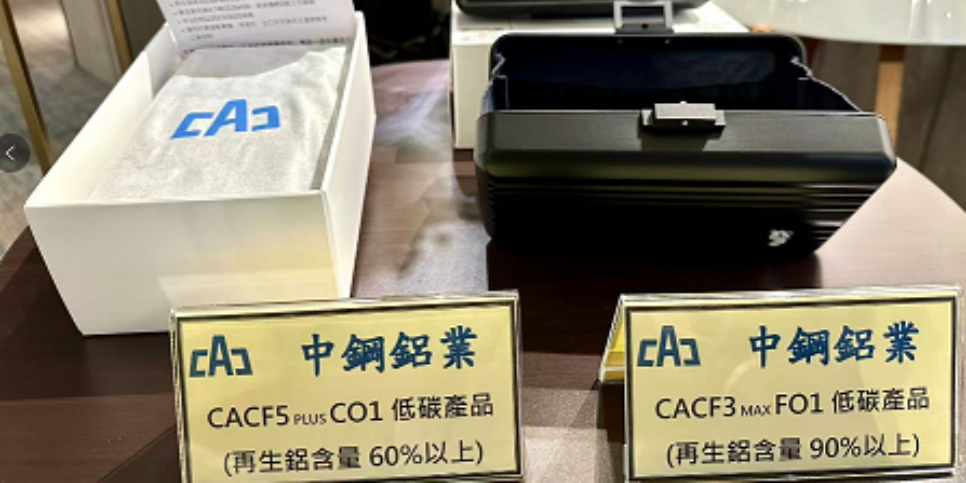 CAC
CAC 中鋼鋁業
CACF5 PLUS CO1 低碳產品
(再生鋁含量 60%以上)
CAC 中鋼鋁業
CACF3 MAX FO1 低碳產品
(再生鋁含量 90%以上)